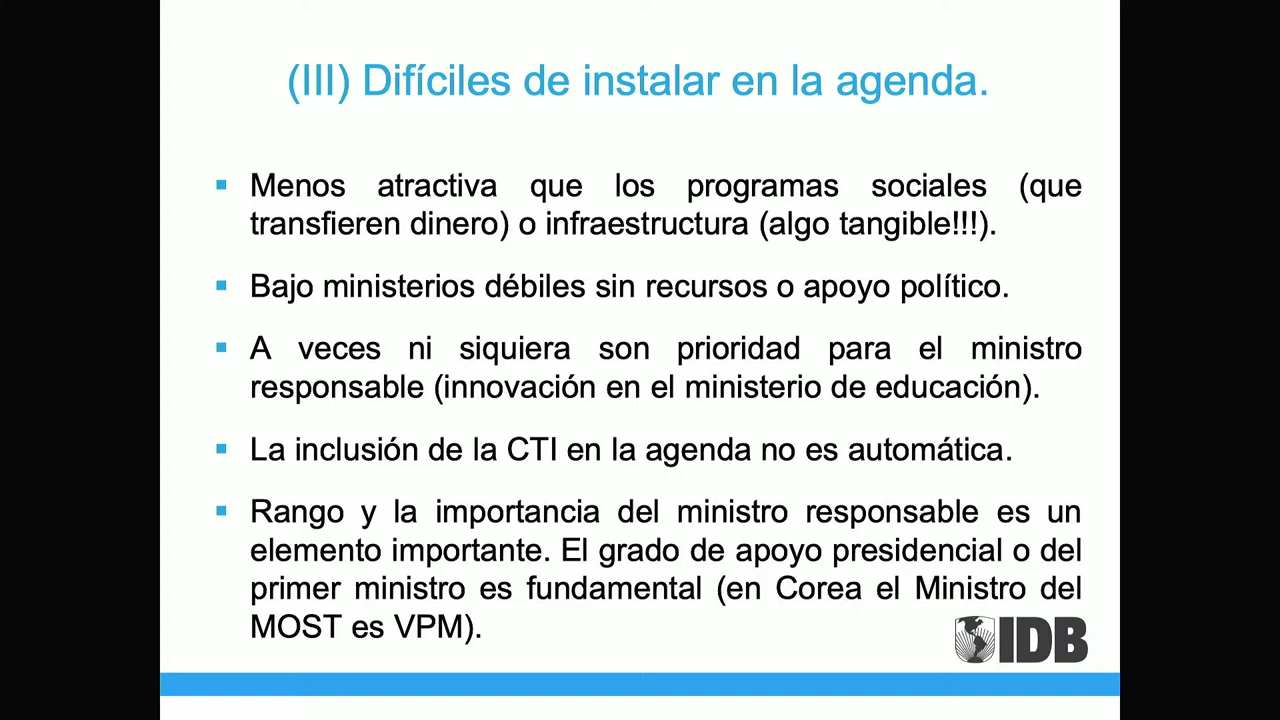 (III) Difíciles de instalar en la agenda.
Menos atractiva que los programas sociales (que
transfieren dinero) o infraestructura (algo tangible!!!).
Bajo ministerios débiles sin recursos o apoyo político.
A veces ni siquiera son prioridad para el ministro
responsable (innovación en el ministerio de educación).
La inclusión de la CTI en la agenda no es automática.
Rango y la importancia del ministro responsable es un
elemento importante. El grado de apoyo presidencial o del
primer ministro es fundamental (en Corea el Ministro del
MOST es VPM).
IDB